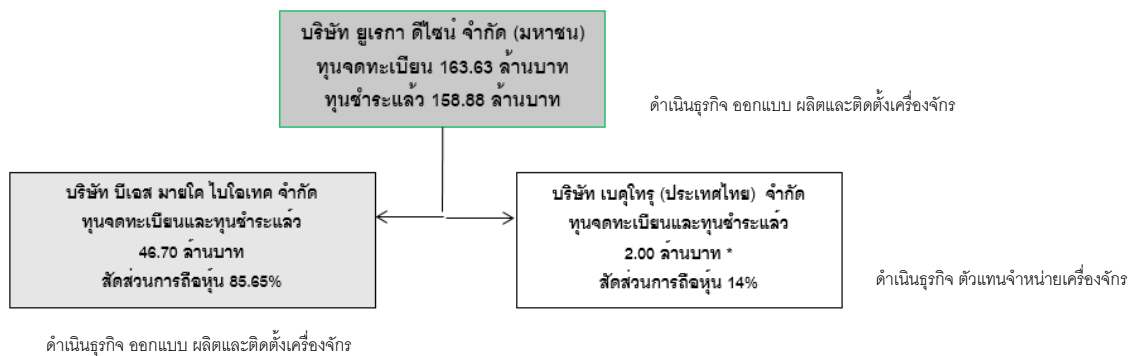 บริษัท ยูเรกา ดีไซน์ จำกัด (มหาชน)
ทุนจดทะเบียน 163.63 ล้านบาท
ทุนชำระแล้ว 158.88 ล้านบาท
ดำเนินธุรกิจ ออกแบบ ผลิตและติดตั้งเครื่องจักร
บริษัท บีเอส มายโค ไบโอเทค จำกัด
ทุนจดทะเบียนและทุนชำระแล้ว
46.70 ล้านบาท
สัดส่วนการถือหุ้น 85.65%
บริษัท เบคุโทรุ (ประเทศไทย) จำกัด
ทุนจดทะเบียนและทุนชำระแล้ว
2.00 ล้านบาท *
สัดส่วนการถือหุ้น 14%
ดำเนินธุรกิจ ตัวแทนจำหน่ายเครื่องจักร
ดำเนินธุรกิจ ออกแบบ ผลิตและติดตั้งเครื่องจักร